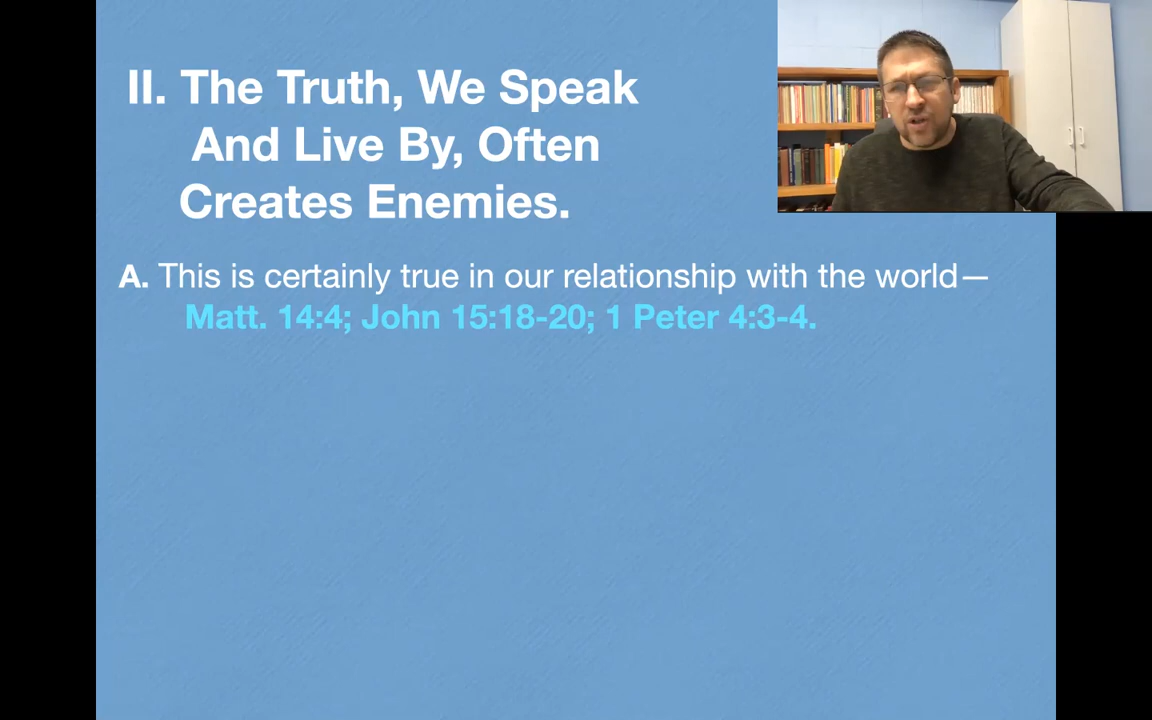 II. The Truth, We Speak
And Live By, Often
Creates Enemies.
A. This is certainly true in our relationship with the world—
Matt. 14:4; John 15:18-20; 1 Peter 4:3-4.